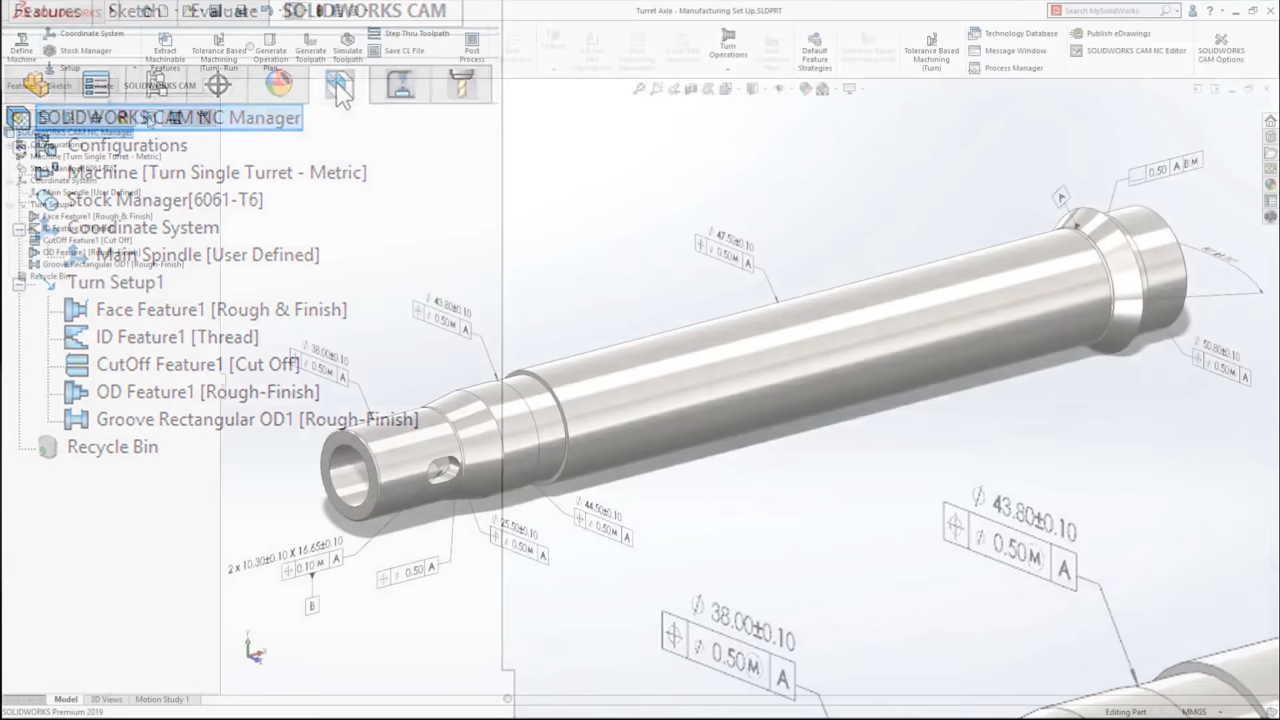 Features
Sketch
Evaluate
SOLIDWORKS CAM
Turret Axle - Manufacturing Set Up.SLDPRT
Search MySolidWorks
Define Machine
Coordinate System
Stock Manager
Setup
Extract Machinable Features
Generate Operation Plan
Generate Toolpath
Simulate Toolpath
Step Thru Toolpath
Save CL File
Post Process
Turn Operations
Default Feature Strategies
Tolerance Based Machining (Turn)
Technology Database
Message Window
Process Manager
Publish eDrawings
SOLIDWORKS CAM NC Editor
SOLIDWORKS CAM Options
SOLIDWORKS CAM
SOLIDWORKS CAM NC Manager
Configurations
Machine [Turn Single Turret - Metric]
Stock Manager[6061-T6]
Coordinate System
Main Spindle [User Defined]
Turn Setup1
Face Feature1 [Rough & Finish]
ID Feature1 [Thread]
CutOff Feature1 [Cut Off]
OD Feature1 [Rough-Finish]
Groove Rectangular OD1 [Rough-Finish]
Recycle Bin
0.50 A B M
A
47.50±0.10
0.50M A
43.80±0.10
0.50M A
38.00±0.10
0.50M A
50.80±0.10
0.50M A
44.50±0.10
0.50M A
25.50±0.10
0.50M A
2 x 10.30±0.10 X 16.65±0.10
0.10 M A
B
0.50 A
∅ 43.80±0.10
∅ 0.50M A
∅ 38.00±0.10
∅ 0.50M A
Model
3D Views
Motion Study 1
SOLIDWORKS Premium 2019
Editing Part
MMGS